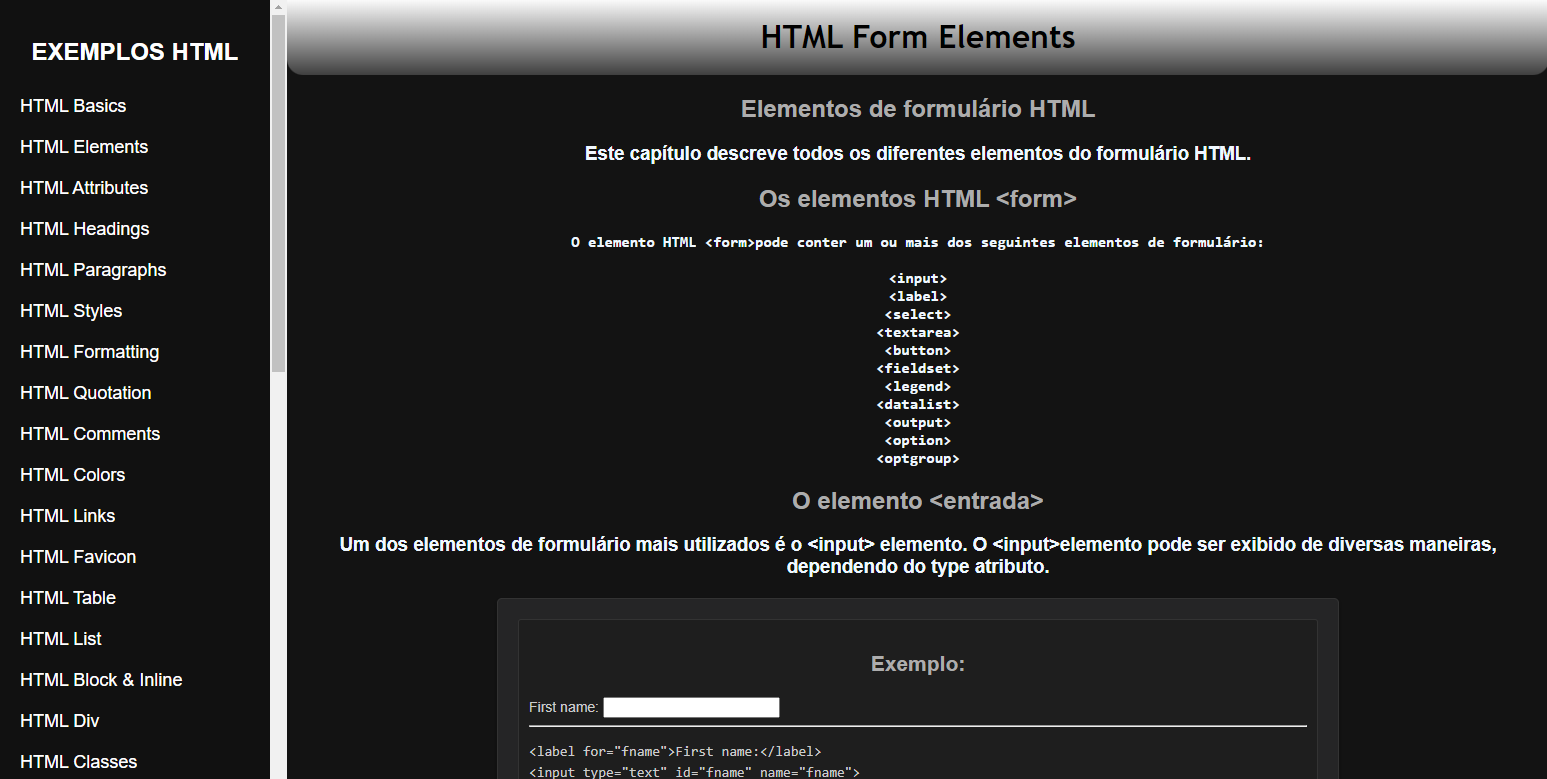 EXEMPLOS HTML
HTML Basics
HTML Elements
HTML Attributes
HTML Headings
HTML Paragraphs
HTML Styles
HTML Formatting
HTML Quotation
HTML Comments
HTML Colors
HTML Links
HTML Favicon
HTML Table
HTML List
HTML Block & Inline
HTML Div
HTML Classes
HTML Form Elements
Elementos de formulário HTML
Este capítulo descreve todos os diferentes elementos do formulário HTML.
Os elementos HTML <form>
O elemento HTML <form>pode conter um ou mais dos seguintes elementos de formulário:
<input>
<label>
<select>
<textarea>
<button>
<fieldset>
<legend>
<datalist>
<output>
<option>
<optgroup>
O elemento <entrada>
Um dos elementos de formulário mais utilizados é o <input> elemento. O <input>elemento pode ser exibido de diversas maneiras,
dependendo do type atributo.
Exemplo:
First name:
<label for="fname">First name:</label>
<input type="text" id="fname" name="fname">